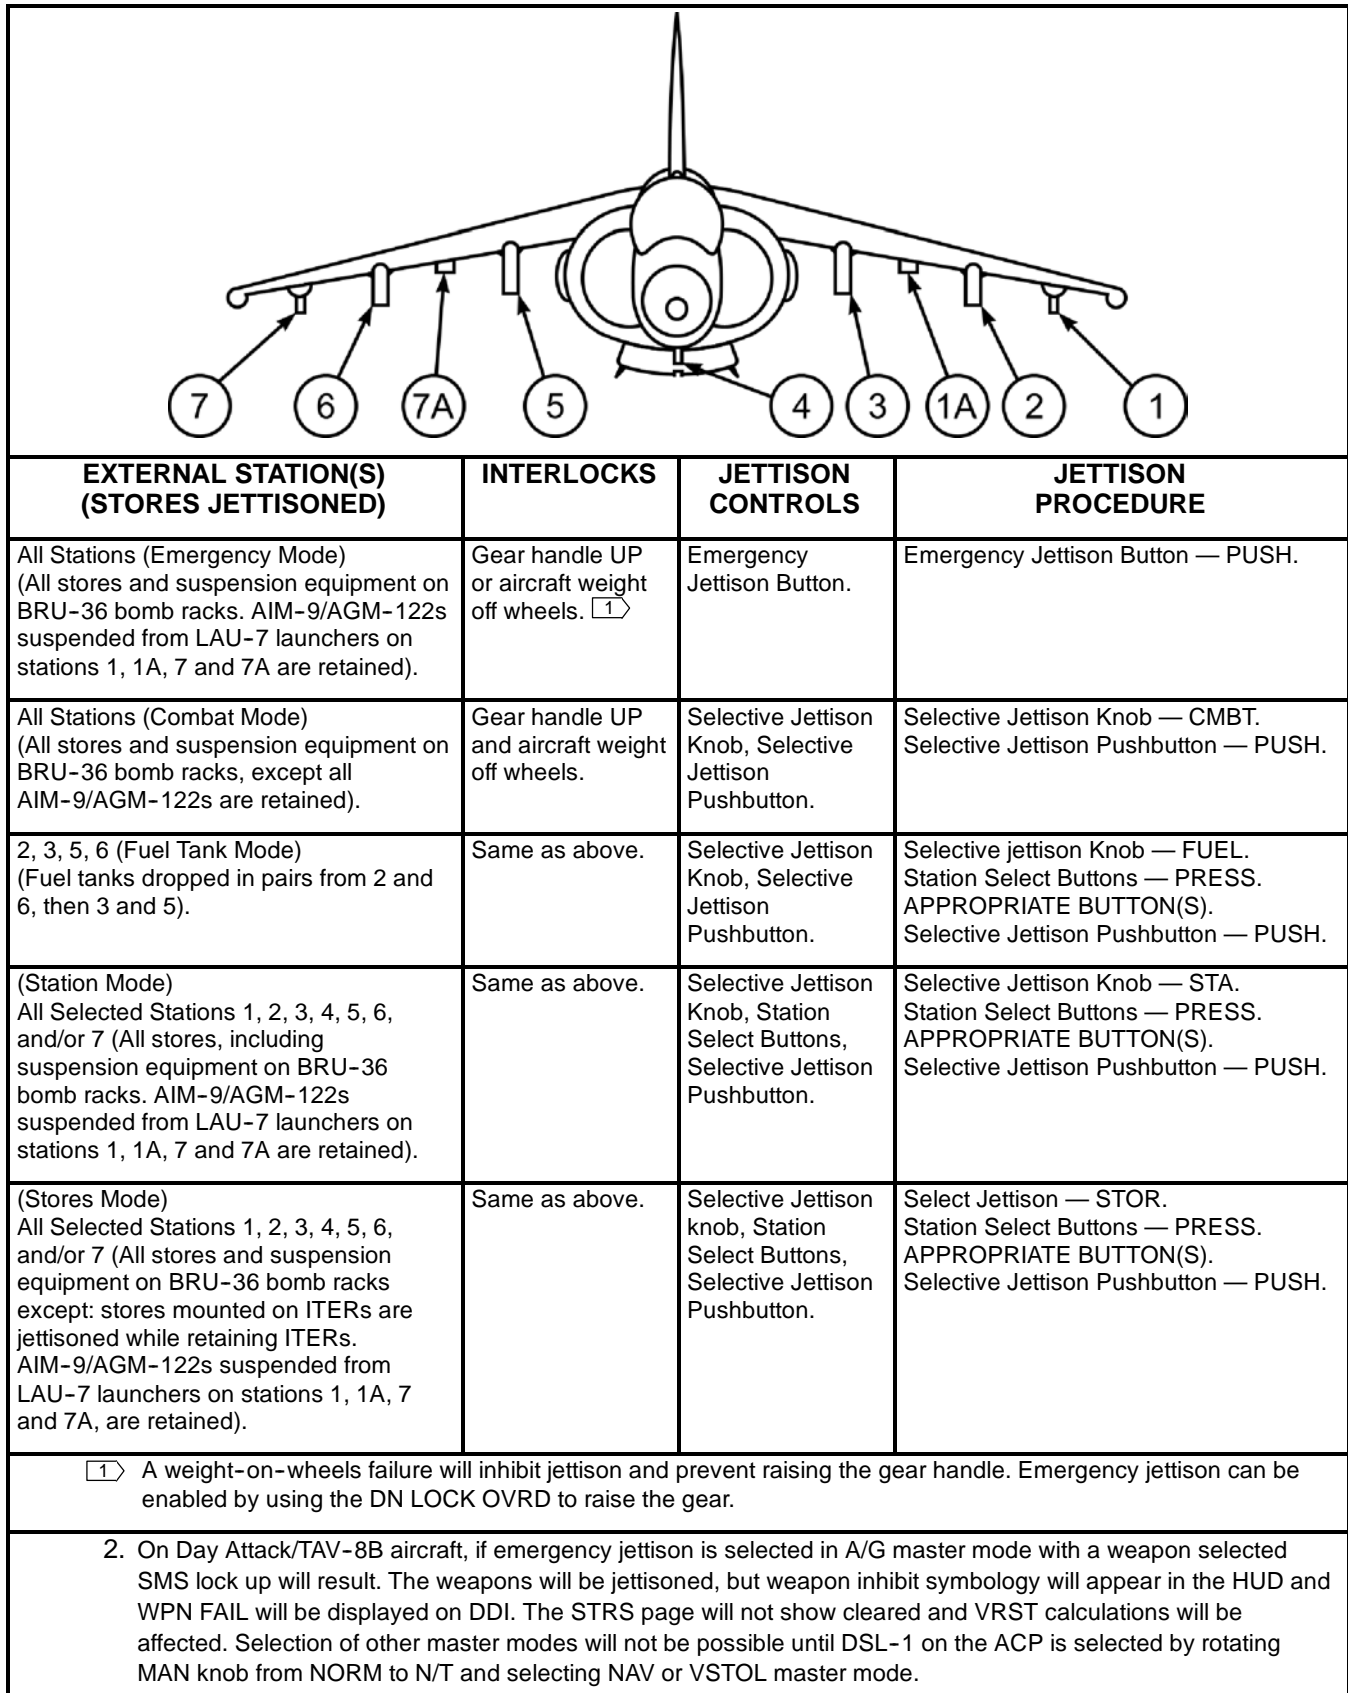 7 6 7A 5 4 3 1A 2 1
EXTERNAL STATION(S)
(STORES JETTISONED)
INTERLOCKS
JETTISON
CONTROLS
JETTISON
PROCEDURE
All Stations (Emergency Mode)
(All stores and suspension equipment on
BRU-36 bomb racks. AIM-9/AGM-122s
suspended from LAU-7 launchers on
stations 1, 1A, 7 and 7A are retained).
Gear handle UP
or aircraft weight
off wheels. 1
Emergency
Jettison Button.
Emergency Jettison Button — PUSH.
All Stations (Combat Mode)
(All stores and suspension equipment on
BRU-36 bomb racks, except all
AIM-9/AGM-122s are retained).
Gear handle UP
and aircraft weight
off wheels.
Selective Jettison
Knob, Selective
Jettison
Pushbutton.
Selective Jettison Knob — CMBT.
Selective Jettison Pushbutton — PUSH.
2, 3, 5, 6 (Fuel Tank Mode)
(Fuel tanks dropped in pairs from 2 and
6, then 3 and 5).
Same as above.
Selective Jettison
Knob, Selective
Jettison
Pushbutton.
Selective jettison Knob — FUEL.
Station Select Buttons — PRESS.
APPROPRIATE BUTTON(S).
Selective Jettison Pushbutton — PUSH.
(Station Mode)
All Selected Stations 1, 2, 3, 4, 5, 6,
and/or 7 (All stores, including
suspension equipment on BRU-36
bomb racks. AIM-9/AGM-122s
suspended from LAU-7 launchers on
stations 1, 1A, 7 and 7A are retained).
Same as above.
Selective Jettison
Knob, Station
Select Buttons,
Selective Jettison
Pushbutton.
Selective Jettison Knob — STA.
Station Select Buttons — PRESS.
APPROPRIATE BUTTON(S).
Selective Jettison Pushbutton — PUSH.
(Stores Mode)
All Selected Stations 1, 2, 3, 4, 5, 6,
and/or 7 (All stores and suspension
equipment on BRU-36 bomb racks
except: stores mounted on ITERs are
jettisoned while retaining ITERs.
AIM-9/AGM-122s suspended from
LAU-7 launchers on stations 1, 1A, 7
and 7A, are retained).
Same as above.
Selective Jettison
knob, Station
Select Buttons,
Selective Jettison
Pushbutton.
Select Jettison — STOR.
Station Select Buttons — PRESS.
APPROPRIATE BUTTON(S).
Selective Jettison Pushbutton — PUSH.
1 A weight-on-wheels failure will inhibit jettison and prevent raising the gear handle. Emergency jettison can be
enabled by using the DN LOCK OVRD to raise the gear.
2. On Day Attack/TAV-8B aircraft, if emergency jettison is selected in A/G master mode with a weapon selected
SMS lock up will result. The weapons will be jettisoned, but weapon inhibit symbology will appear in the HUD and
WPN FAIL will be displayed on DDI. The STRS page will not show cleared and VRST calculations will be
affected. Selection of other master modes will not be possible until DSL-1 on the ACP is selected by rotating
MAN knob from NORM to N/T and selecting NAV or VSTOL master mode.